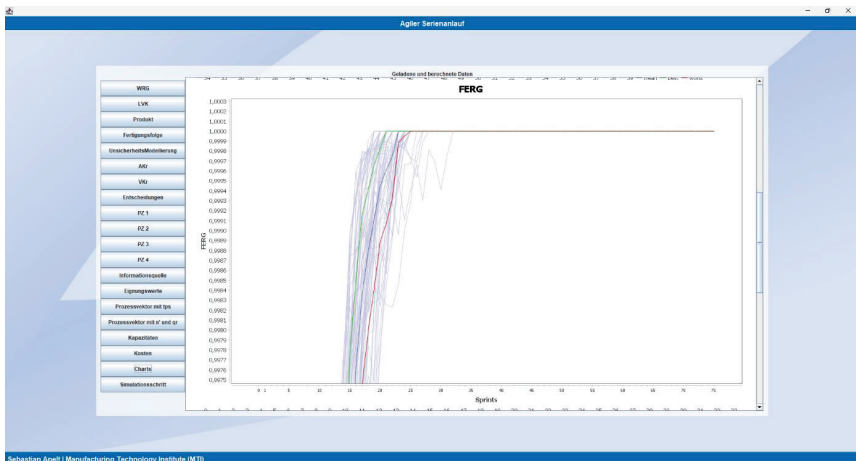 Agiler Serienanlauf
Geladene und berechnete Daten
FERG
WRG
LVK
Produkt
Fertigungsfolge
UnsicherheitsModellierung
AKr
VKr
Entscheidungen
PZ 1
PZ 2
PZ 3
PZ 4
Informationsquelle
Eignungswerte
Prozessvektor mit tps
Prozessvektor mit n' und qr
Kapazitäten
Kosten
Charts
Simulationsschritt
FERG
1,0003
1,0002
1,0001
1,0000
0,9999
0,9998
0,9997
0,9996
0,9995
0,9994
0,9993
0,9992
0,9991
0,9990
0,9989
0,9988
0,9987
0,9986
0,9985
0,9984
0,9983
0,9982
0,9981
0,9980
0,9979
0,9978
0,9977
0,9976
0,9975
0 1 5 10 15 20 25 30 35 40 45 50 55 60 65 70 75
Sprints
Sebastian Apelt | Manufacturing Technology Institute (MTI)